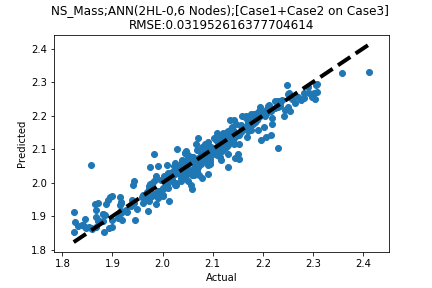 NS_Mass;ANN(2HL-0,6 Nodes);[Case1+Case2 on Case3]
RMSE:0.031952616377704614
2.4
2.3
2.2
2.1
2.0
1.9
1.8
Predicted
1.8 1.9 2.0 2.1 2.2 2.3 2.4
Actual